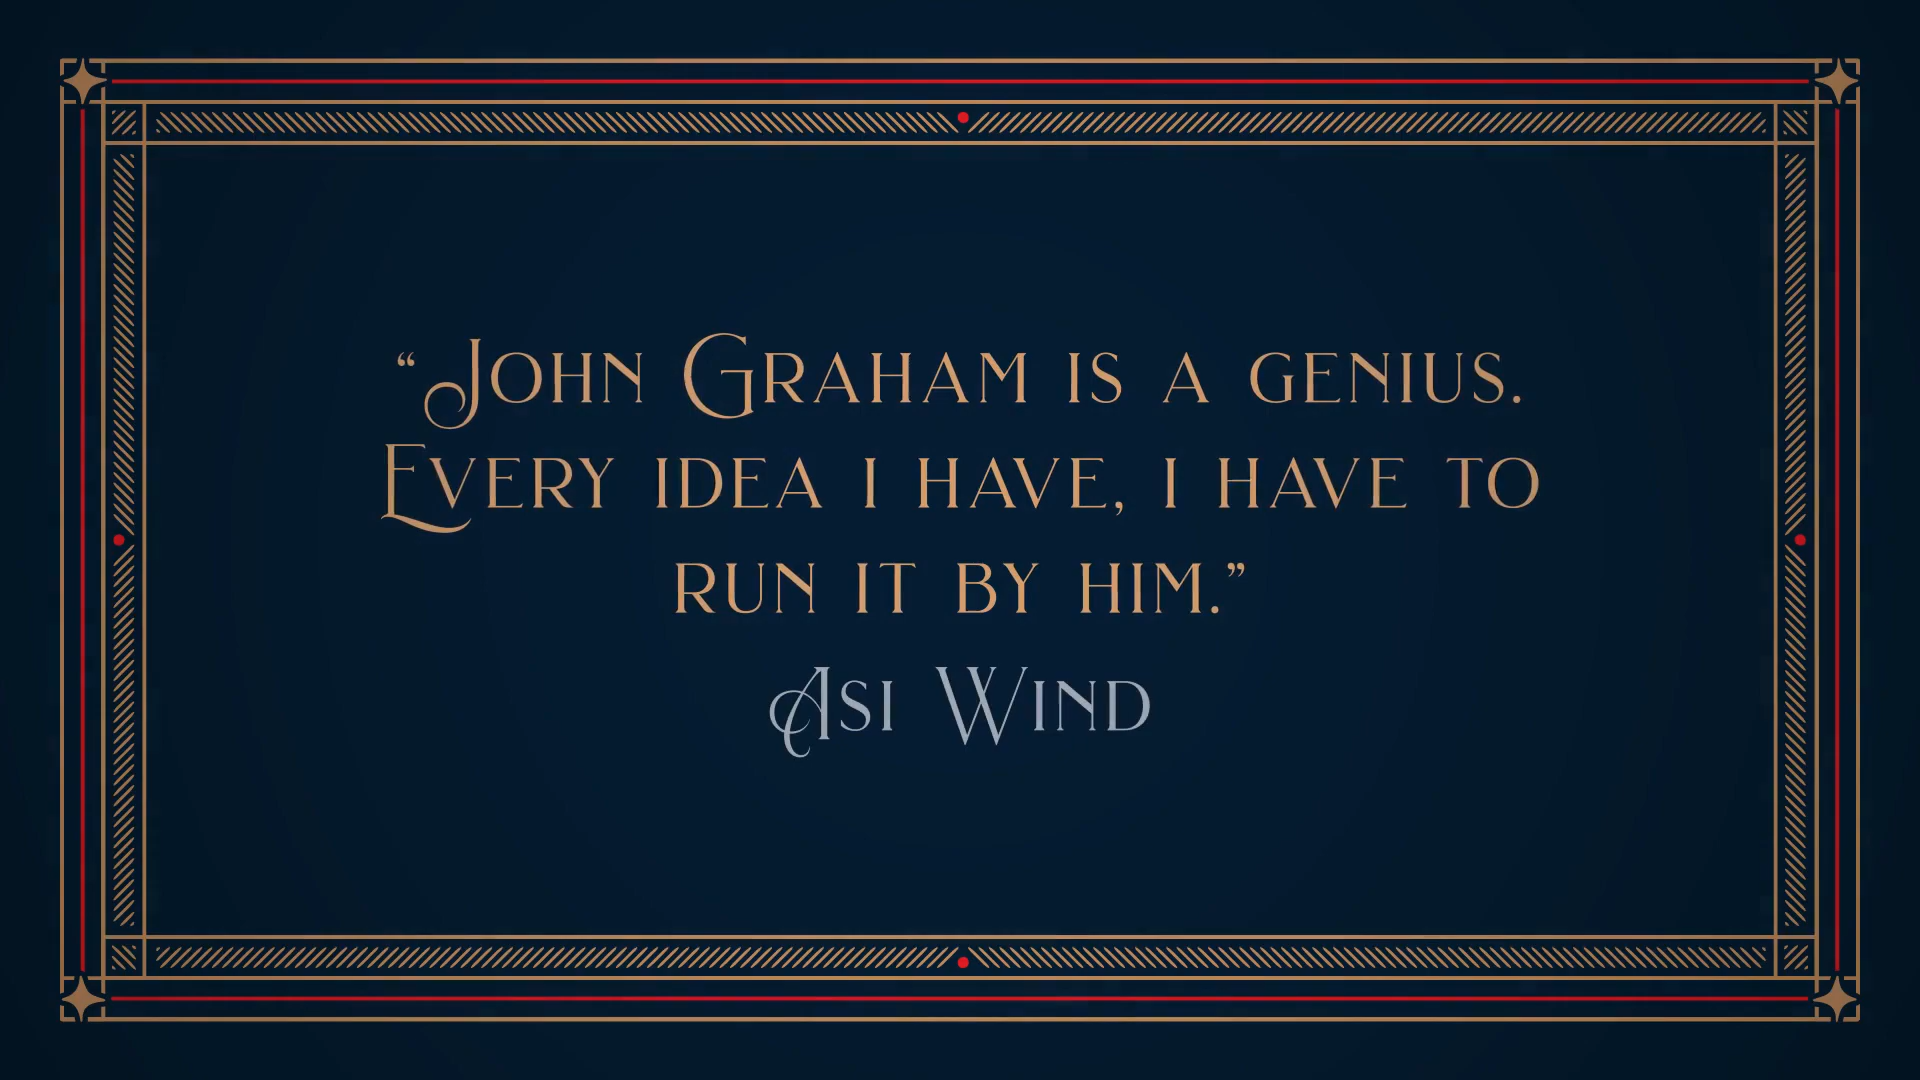 “John Graham is a genius.
Every idea I have, I have to
run it by him.”
Asi Wind